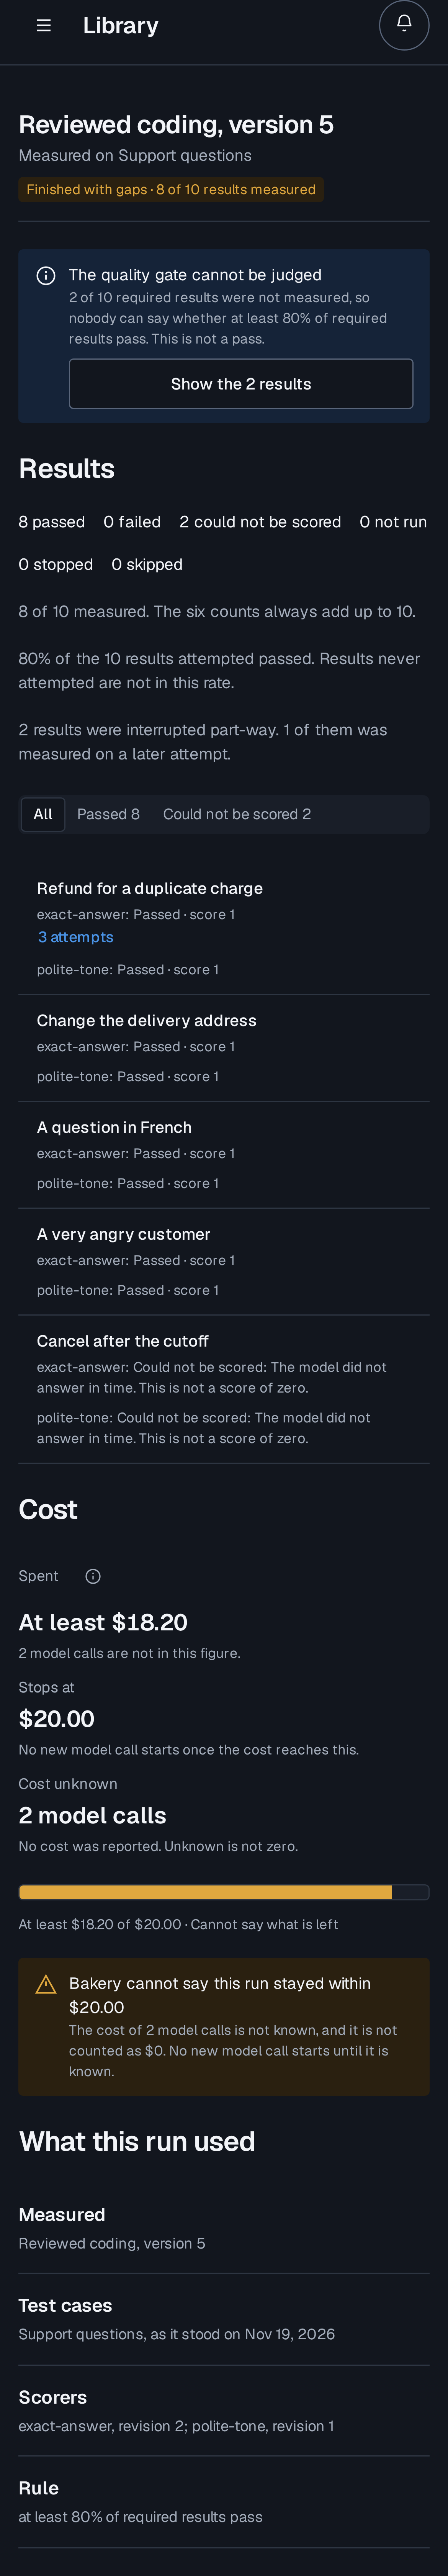 Library
Reviewed coding, version 5
Measured on Support questions
Finished with gaps · 8 of 10 results measured
The quality gate cannot be judged
2 of 10 required results were not measured, so
nobody can say whether at least 80% of required
results pass. This is not a pass.
Show the 2 results
Results
8 passed 0 failed 2 could not be scored 0 not run
0 stopped 0 skipped
8 of 10 measured. The six counts always add up to 10.
80% of the 10 results attempted passed. Results never
attempted are not in this rate.
2 results were interrupted part-way. 1 of them was
measured on a later attempt.
All Passed 8 Could not be scored 2
Refund for a duplicate charge
exact-answer: Passed · score 1
3 attempts
polite-tone: Passed · score 1
Change the delivery address
exact-answer: Passed · score 1
polite-tone: Passed · score 1
A question in French
exact-answer: Passed · score 1
polite-tone: Passed · score 1
A very angry customer
exact-answer: Passed · score 1
polite-tone: Passed · score 1
Cancel after the cutoff
exact-answer: Could not be scored: The model did not
answer in time. This is not a score of zero.
polite-tone: Could not be scored: The model did not
answer in time. This is not a score of zero.
Cost
Spent
At least $18.20
2 model calls are not in this figure.
Stops at
$20.00
No new model call starts once the cost reaches this.
Cost unknown
2 model calls
No cost was reported. Unknown is not zero.
At least $18.20 of $20.00 · Cannot say what is left
Bakery cannot say this run stayed within
$20.00
The cost of 2 model calls is not known, and it is not
counted as $0. No new model call starts until it is
known.
What this run used
Measured
Reviewed coding, version 5
Test cases
Support questions, as it stood on Nov 19, 2026
Scorers
exact-answer, revision 2; polite-tone, revision 1
Rule
at least 80% of required results pass